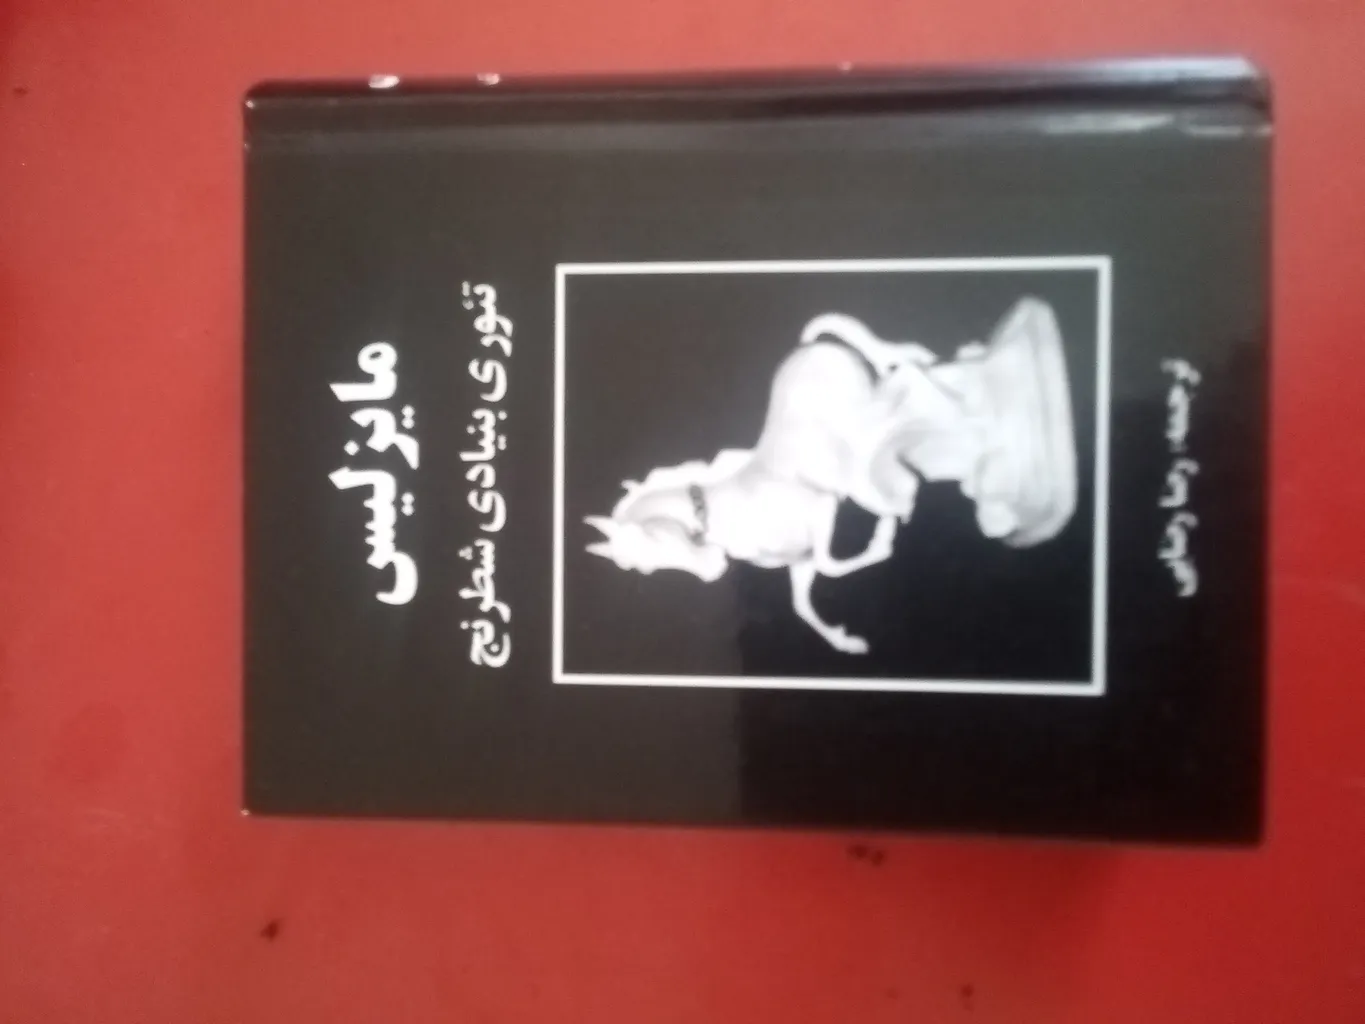 مایزلیس
تئوری بنیادی شطرنج
ترجمه: رضا رضایی